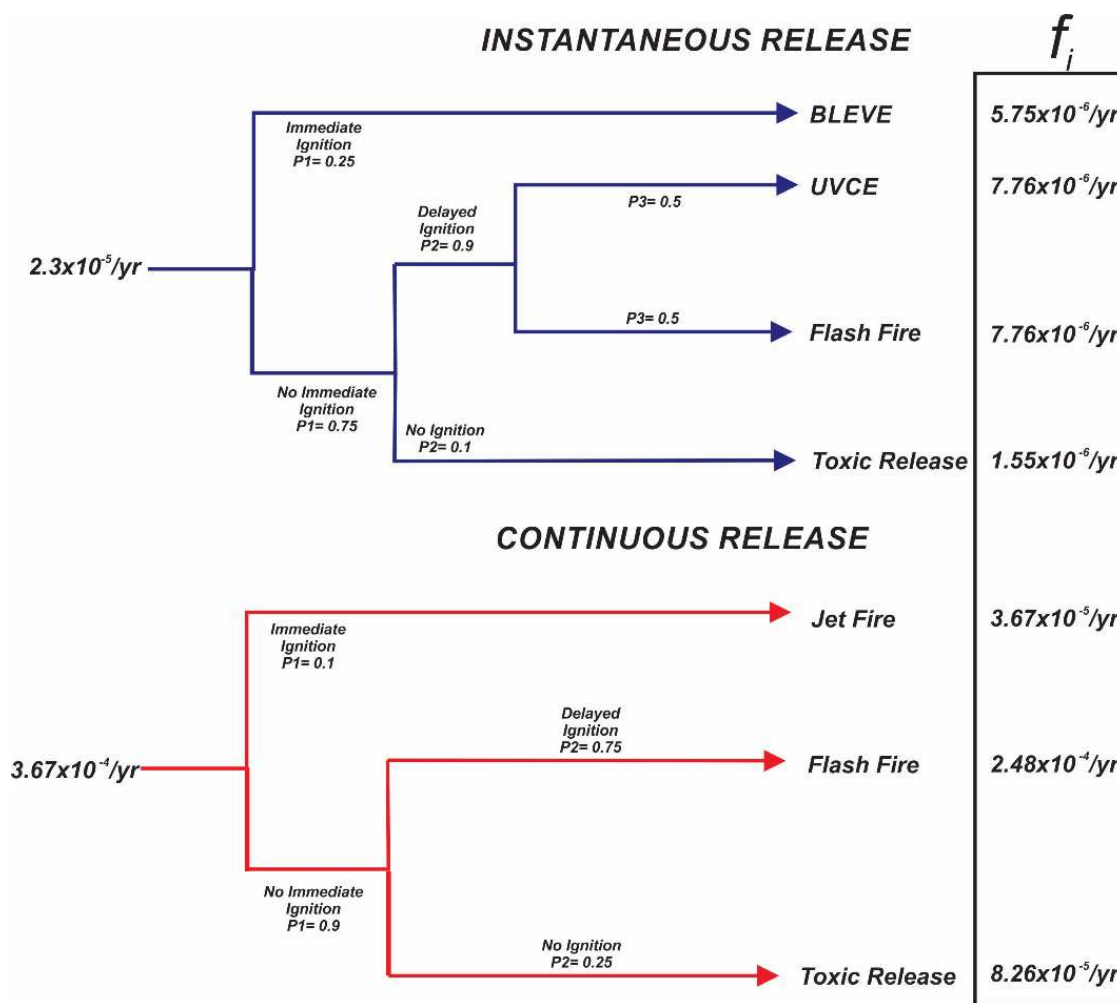 INSTANTANEOUS RELEASE
f_i
BLEVE
5.75x10⁻⁶/yr
Immediate
Ignition
P1= 0.25
UVCE
7.76x10⁻⁶/yr
P3= 0.5
Delayed
Ignition
P2= 0.9
2.3x10⁻⁵/yr
P3= 0.5
Flash Fire
7.76x10⁻⁶/yr
No Immediate
Ignition
P1= 0.75
No Ignition
P2= 0.1
Toxic Release
1.55x10⁻⁶/yr
CONTINUOUS RELEASE
Jet Fire
3.67x10⁻⁵/yr
Immediate
Ignition
P1= 0.1
Delayed
Ignition
P2= 0.75
3.67x10⁻⁴/yr
Flash Fire
2.48x10⁻⁴/yr
No Immediate
Ignition
P1= 0.9
No Ignition
P2= 0.25
Toxic Release
8.26x10⁻⁵/yr